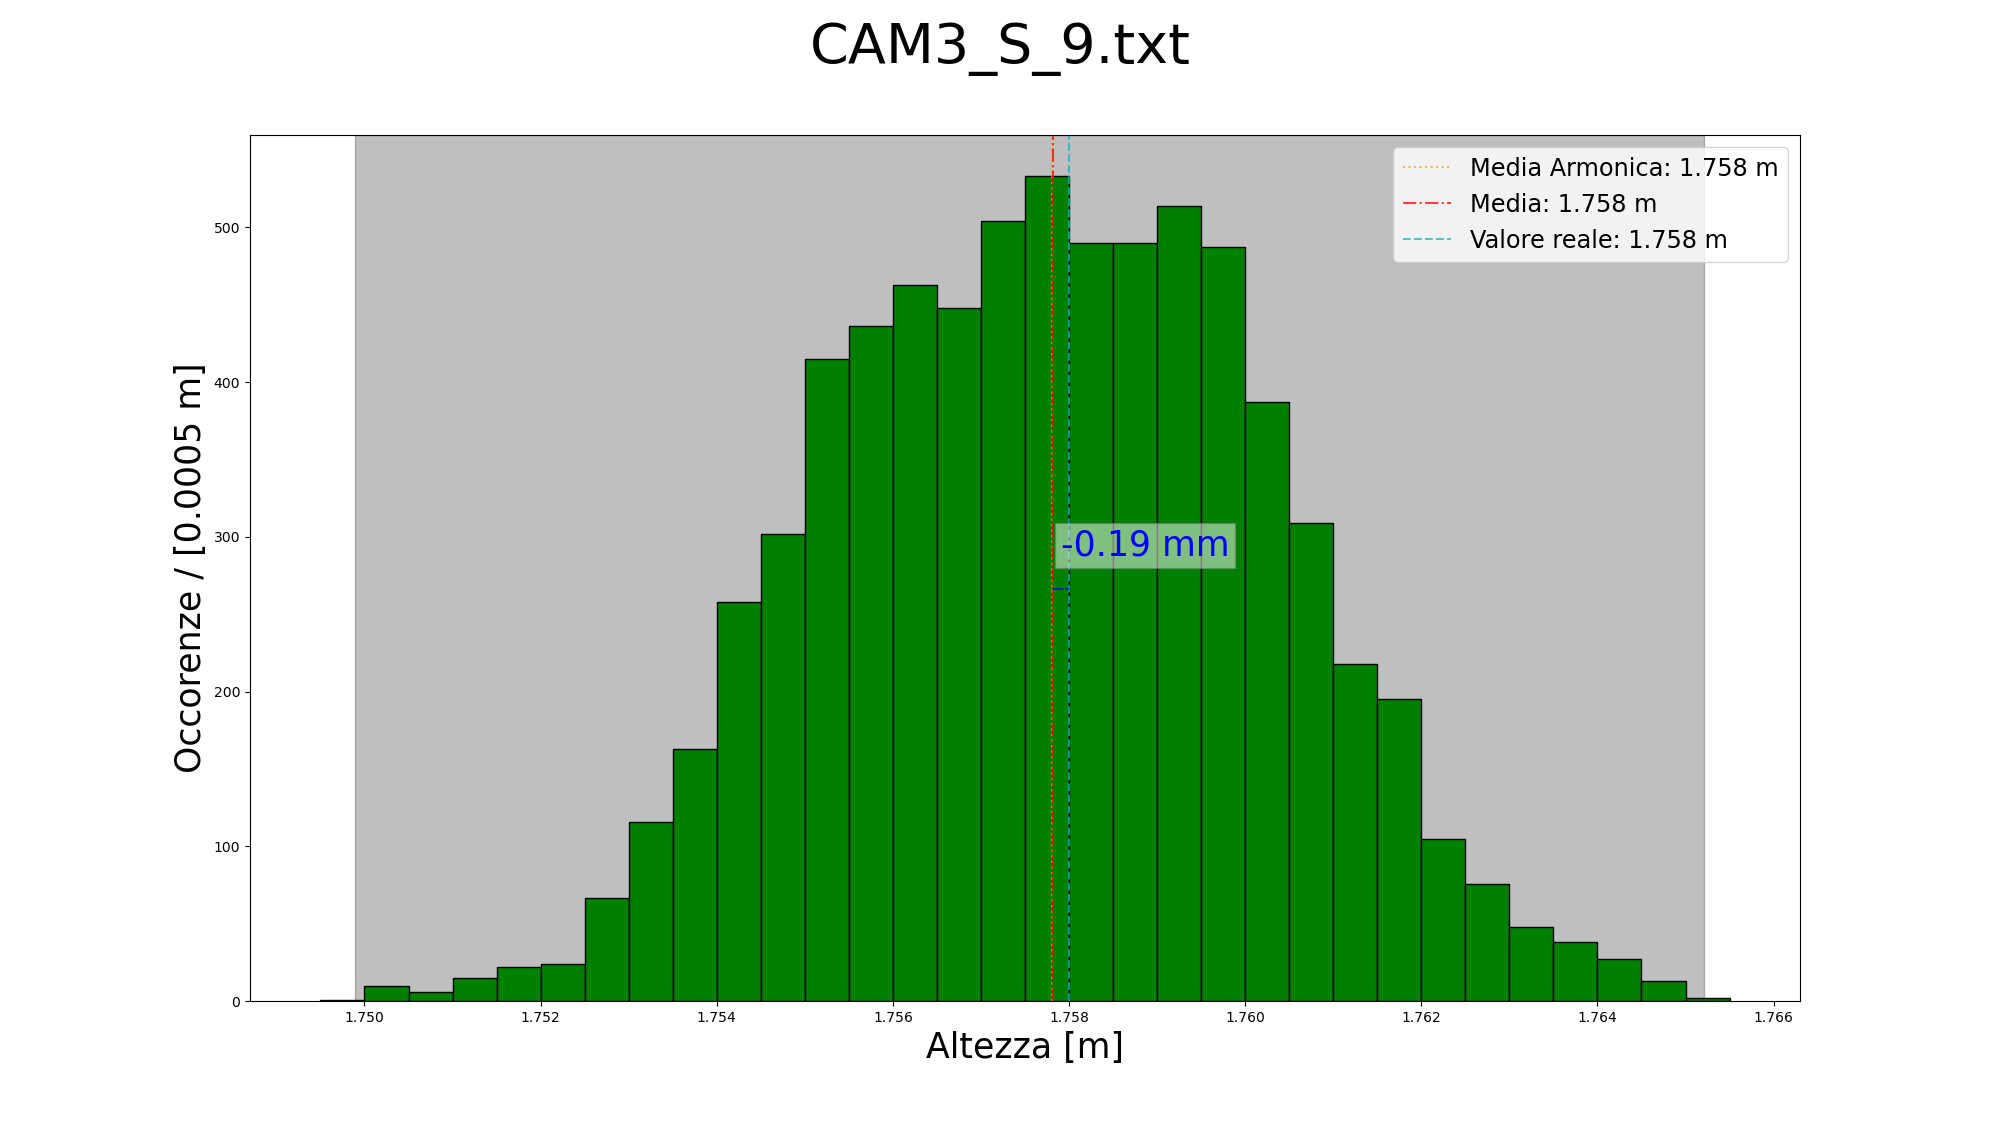 CAM3_S_9.txt
Media Armonica: 1.758 m
Media: 1.758 m
Valore reale: 1.758 m
Occorenze / [0.0005 m]
500
400
300
200
100
0
-0.19 mm
1.750 1.752 1.754 1.756 1.758 1.760 1.762 1.764 1.766
Altezza [m]